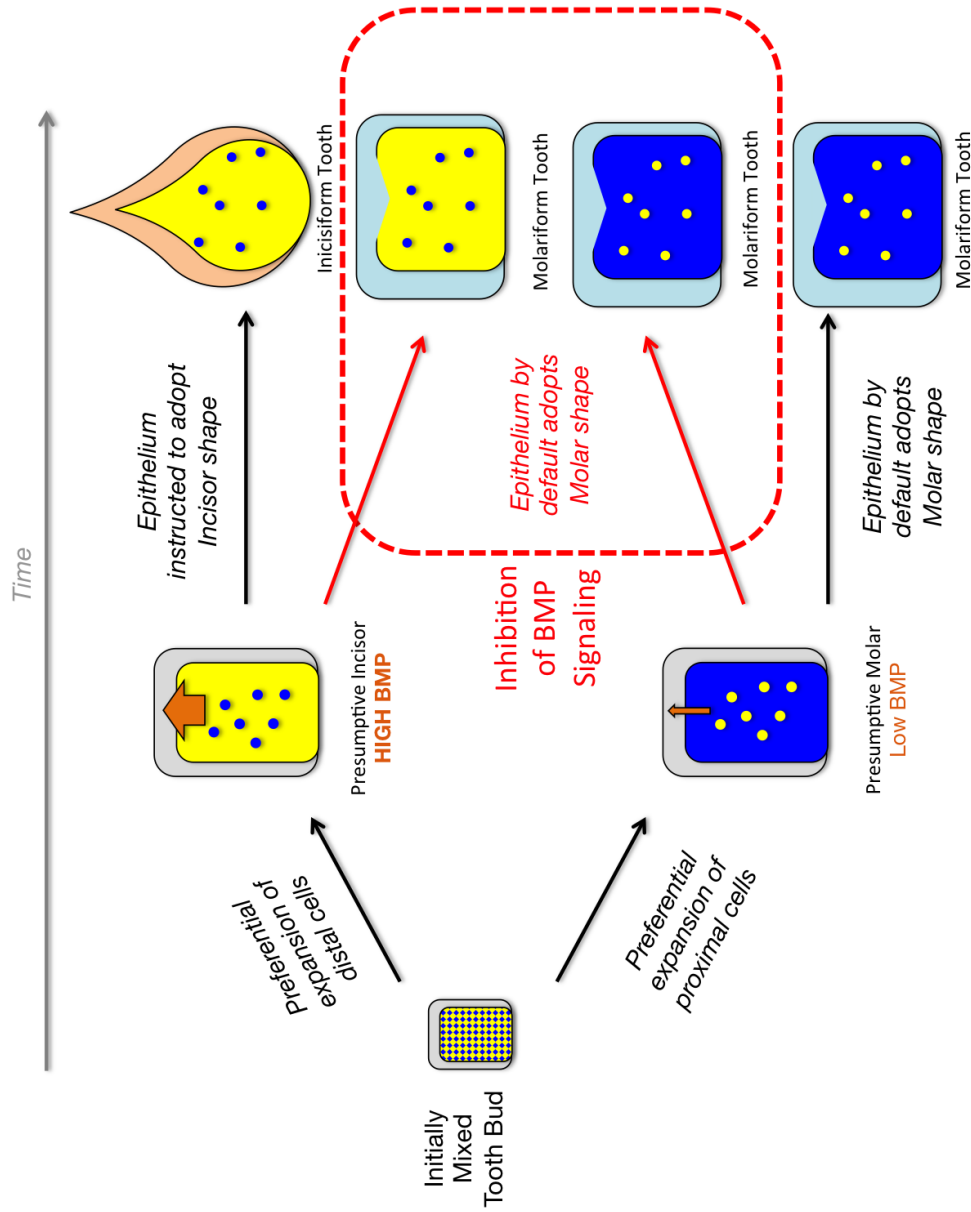 Time
Initially
Mixed
Tooth Bud
Preferential
expansion of
distal cells
Preferential
expansion of
proximal cells
Presumptive Incisor
HIGH BMP
Presumptive Molar
Low BMP
Inhibition
of BMP
Signaling
Epithelium
instructed to adopt
Incisor shape
Epithelium by
default adopts
Molar shape
Epithelium by
default adopts
Molar shape
Inicisiform Tooth
Molariform Tooth
Molariform Tooth
Molariform Tooth